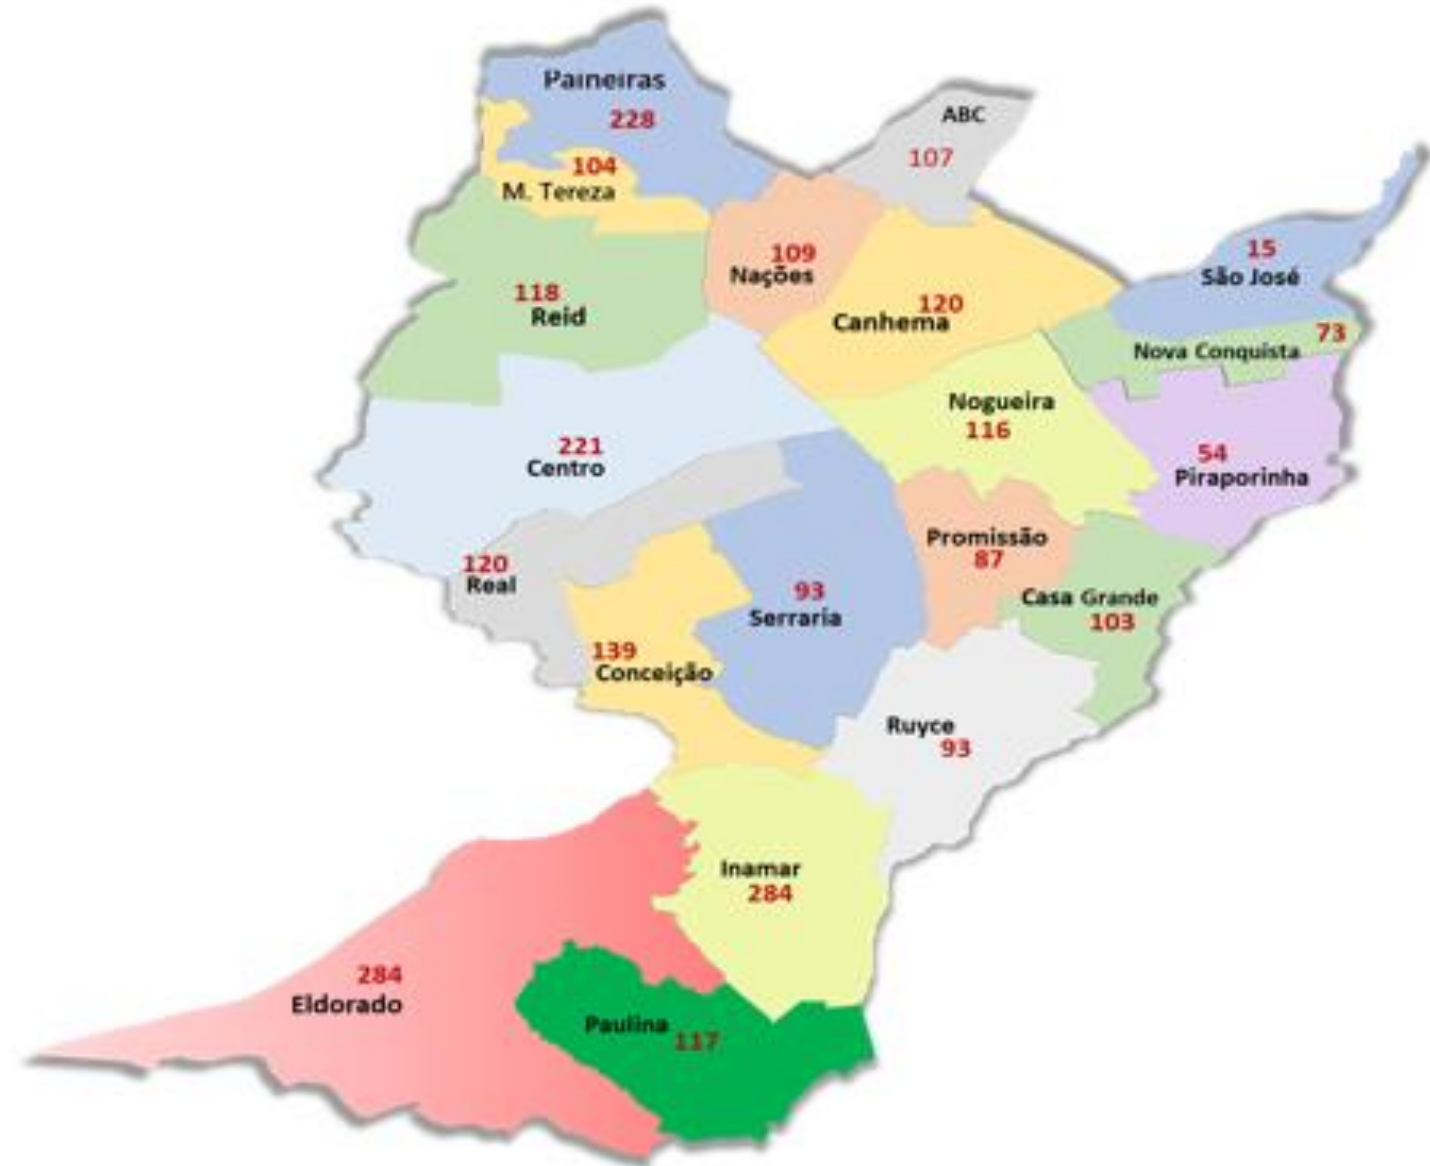 Paineiras
228
ABC
107
104
M. Tereza
109
Nações
15
São José
118
Reid
120
Canhema
73
Nova Conquista
Nogueira
116
221
Centro
54
Piraporinha
Promissão
87
120
Real
93
Serraria
Casa Grande
103
139
Conceição
Ruyce
93
Inamar
284
284
Eldorado
Paulina
117